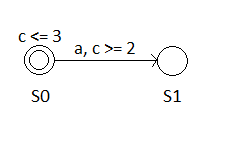 c <= 3
a, c >= 2
S0
S1